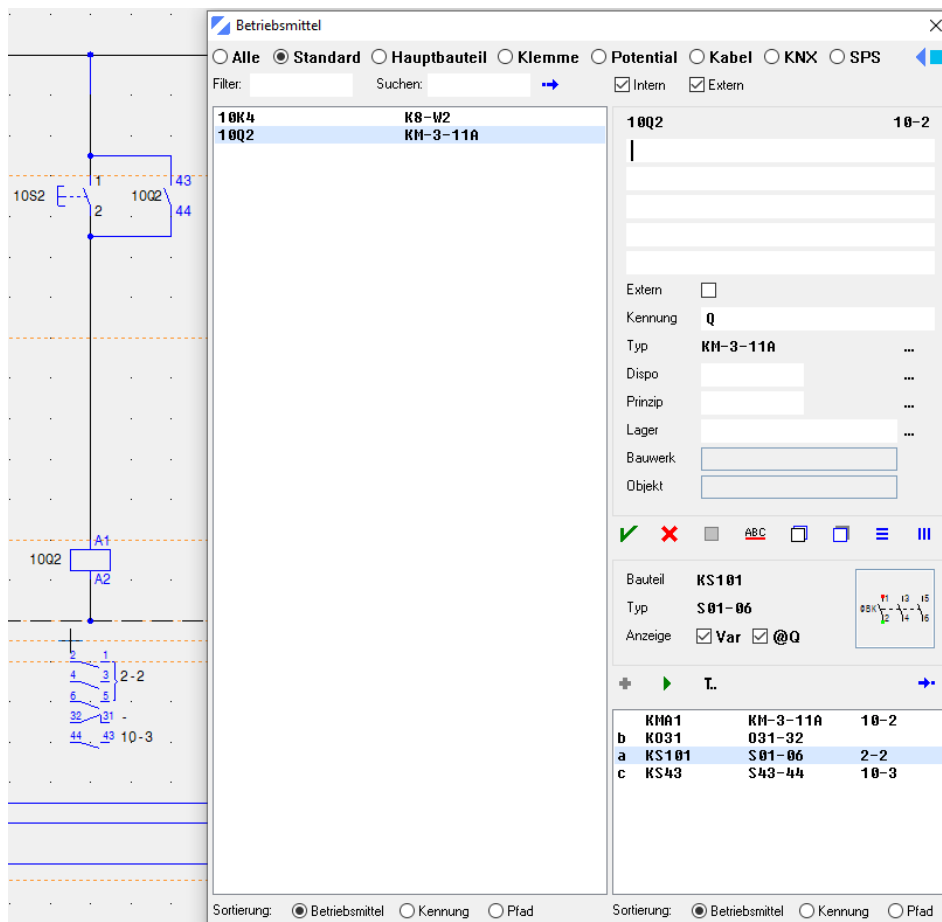 Betriebsmittel
Alle Standard Hauptbauteil Klemme Potential Kabel KNX SPS
Filter: Suchen: Intern Extern
10K4 K8-W2
10Q2 KM-3-11A
10Q2 10-2
Extern
Kennung Q
Typ KM-3-11A ...
Dispo ...
Prinzip ...
Lager ...
Bauwerk
Objekt
ABC
Bauteil KS101
Typ S01-06
Anzeige Var @Q
T..
KMA1 KM-3-11A 10-2
b KO31 O31-32
a KS101 S01-06 2-2
c KS43 S43-44 10-3
Sortierung: Betriebsmittel Kennung Pfad
Sortierung: Betriebsmittel Kennung Pfad
1 43
10S2 10Q2
2 44
A1
10Q2
A2
2 1
4 3 2-2
6 5
32 31 -
44 43 10-3